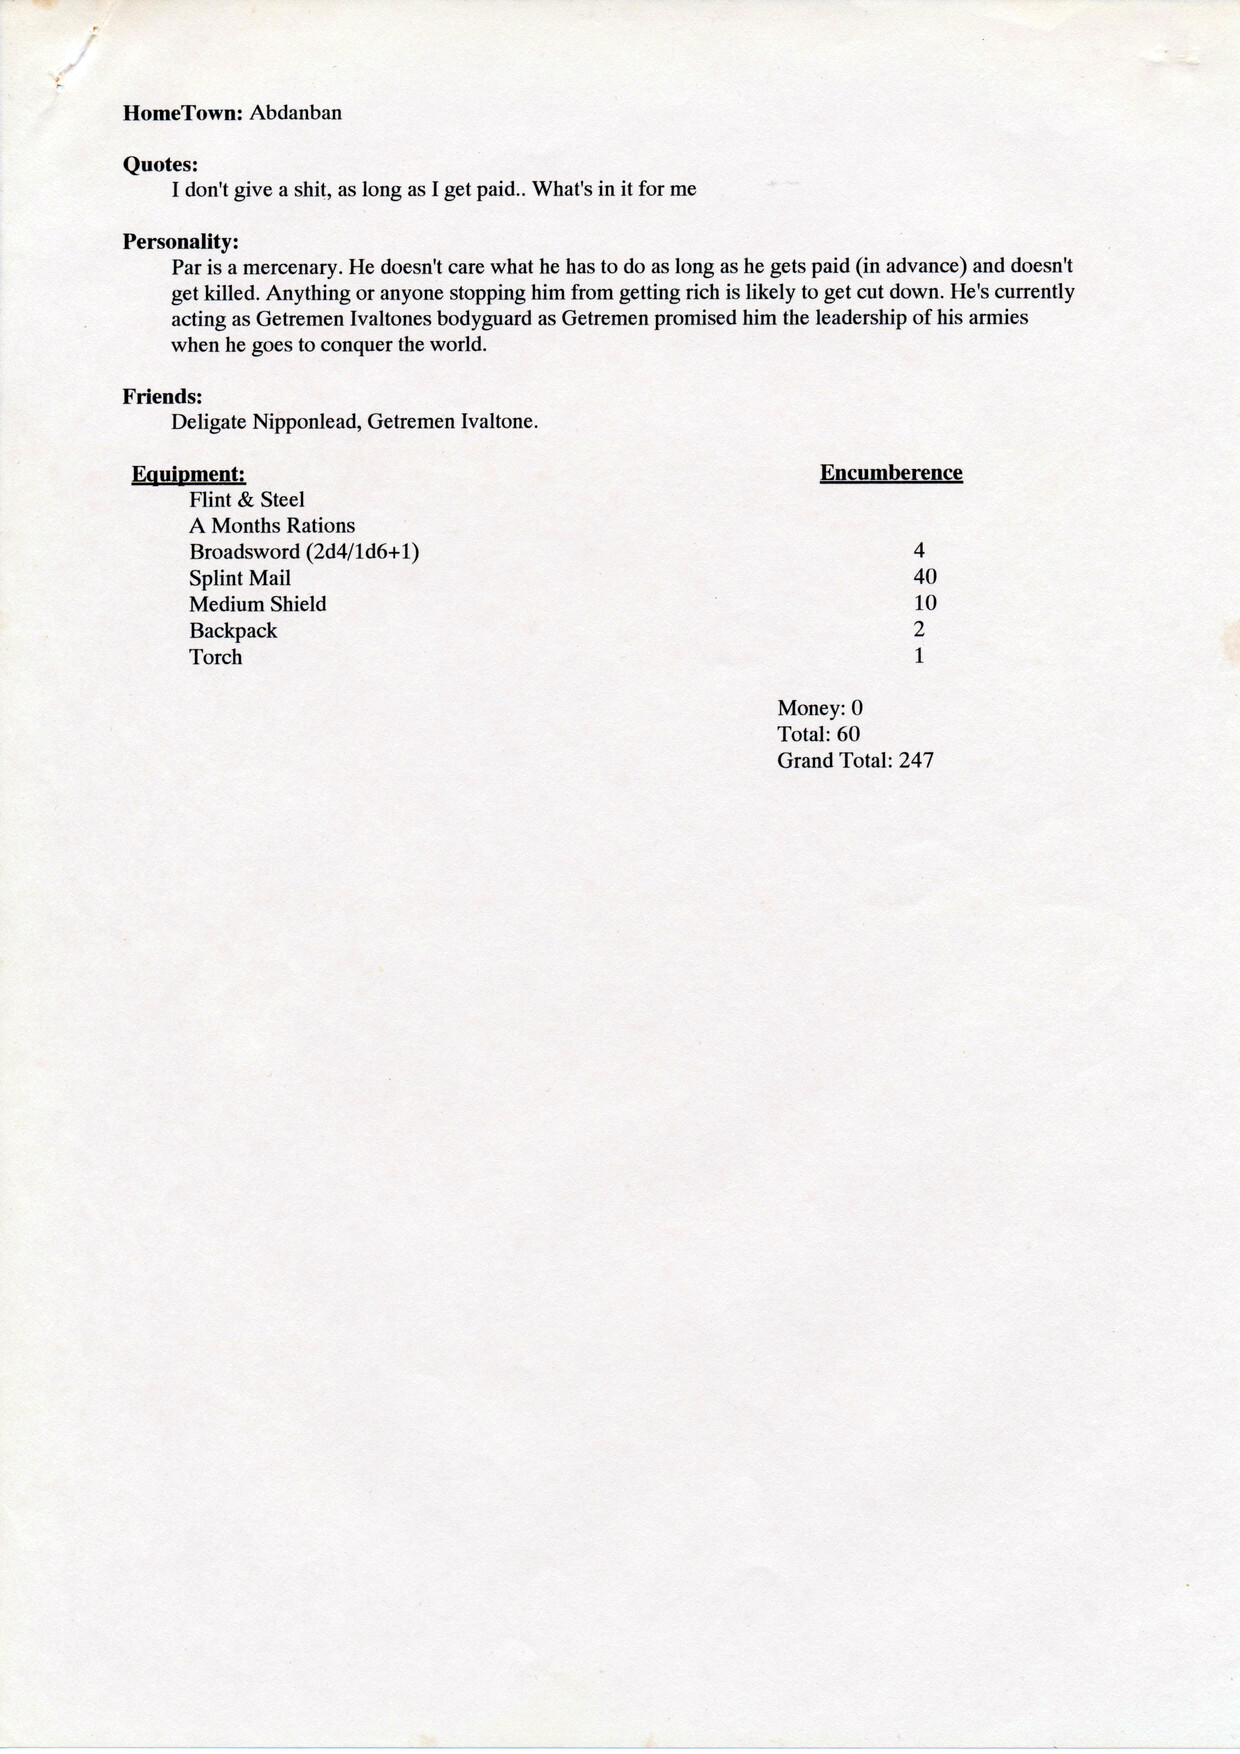 HomeTown: Abdanban
Quotes:
I don't give a shit, as long as I get paid.. What's in it for me
Personality:
Par is a mercenary. He doesn't care what he has to do as long as he gets paid (in advance) and doesn't
get killed. Anything or anyone stopping him from getting rich is likely to get cut down. He's currently
acting as Getremen Ivaltones bodyguard as Getremen promised him the leadership of his armies
when he goes to conquer the world.
Friends:
Deligate Nipponlead, Getremen Ivaltone.
Equipment: Encumberence
Flint & Steel
A Months Rations
Broadsword (2d4/1d6+1) 4
Splint Mail 40
Medium Shield 10
Backpack 2
Torch 1
Money: 0
Total: 60
Grand Total: 247